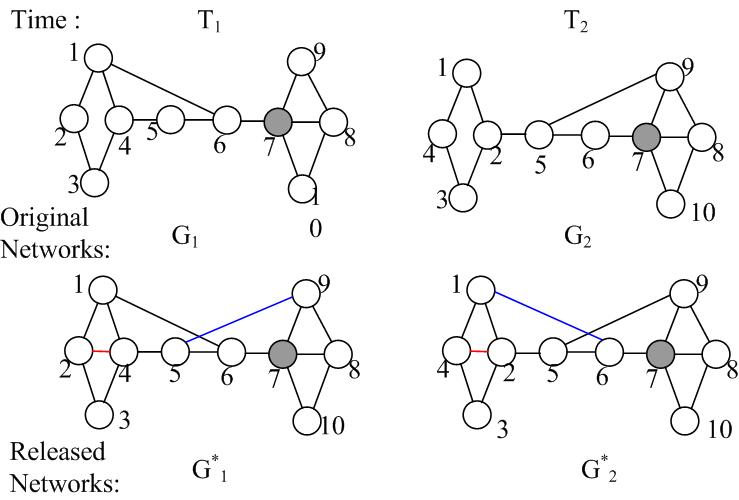 Time : T1 T2
1 9 1 9
2 4 5 6 7 8 4 2 5 6 7 8
3 1 3 10
0
Original
Networks: G1 G2
1 9 1 9
2 4 5 6 7 8 4 2 5 6 7 8
3 10 3 10
Released
Networks: G*1 G*2